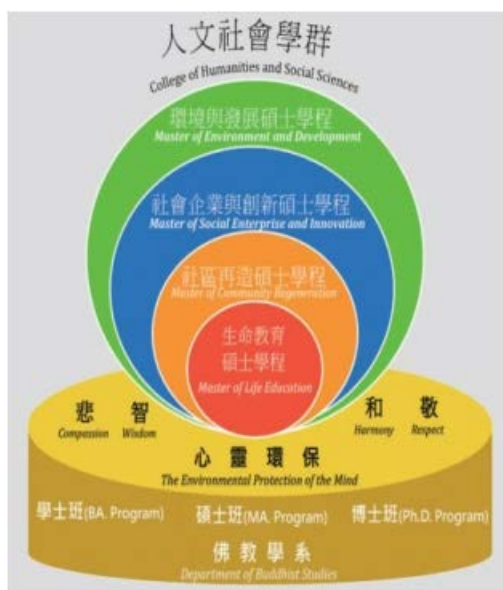 人文社會學群
College of Humanities and Social Sciences
環境與發展碩士學程
Master of Environment and Development
社會企業與創新碩士學程
Master of Social Enterprise and Innovation
社區再造碩士學程
Master of Community Regeneration
生命教育
碩士學程
Master of Life Education
悲 智
Compassion Wisdom
和 敬
Harmony Respect
心靈環保
The Environmental Protection of the Mind
學士班(BA. Program) 碩士班(MA. Program) 博士班(Ph.D. Program)
佛教學系
Department of Buddhist Studies